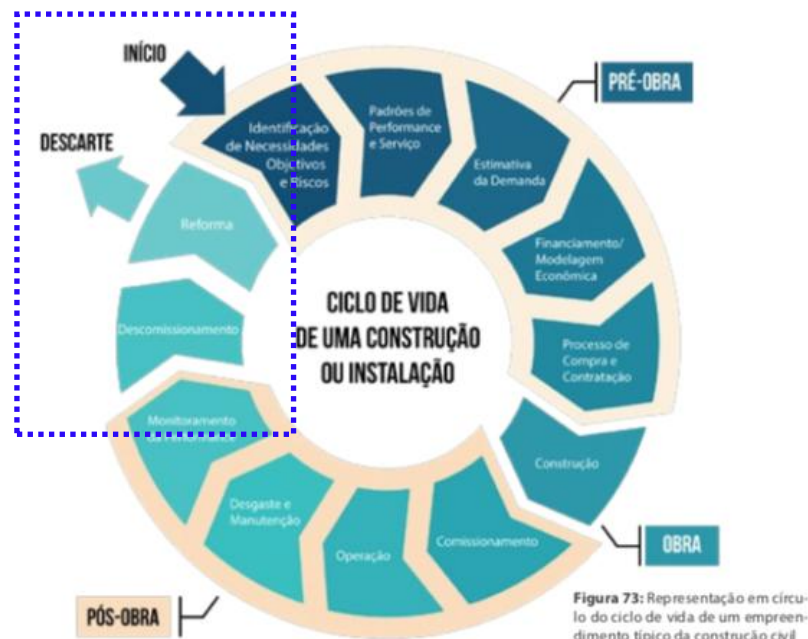 INÍCIO
DESCARTE
Identificação
de Necessidades
Objetivos
e Riscos
Padrões de
Performance
e Serviço
Estimativa
da Demanda
PRÉ-OBRA
Financiamento/
Modelagem
Econômica
Processo de
Compra e
Contratação
Construção
OBRA
Comissionamento
Operação
Desgaste e
Manutenção
PÓS-OBRA
Monitoramento
da Performance
Descomissionamento
Reforma
CICLO DE VIDA
DE UMA CONSTRUÇÃO
OU INSTALAÇÃO
Figura 73: Representação em círcu-
lo do ciclo de vida de um empreen-
dimento típico da construção civil